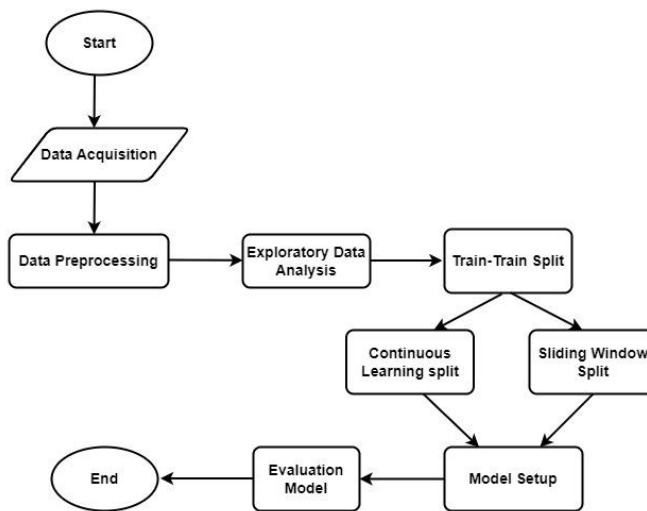 Start
Data Acquisition
Data Preprocessing
Exploratory Data
Analysis
Train-Train Split
Continuous
Learning split
Sliding Window
Split
Model Setup
Evaluation
Model
End